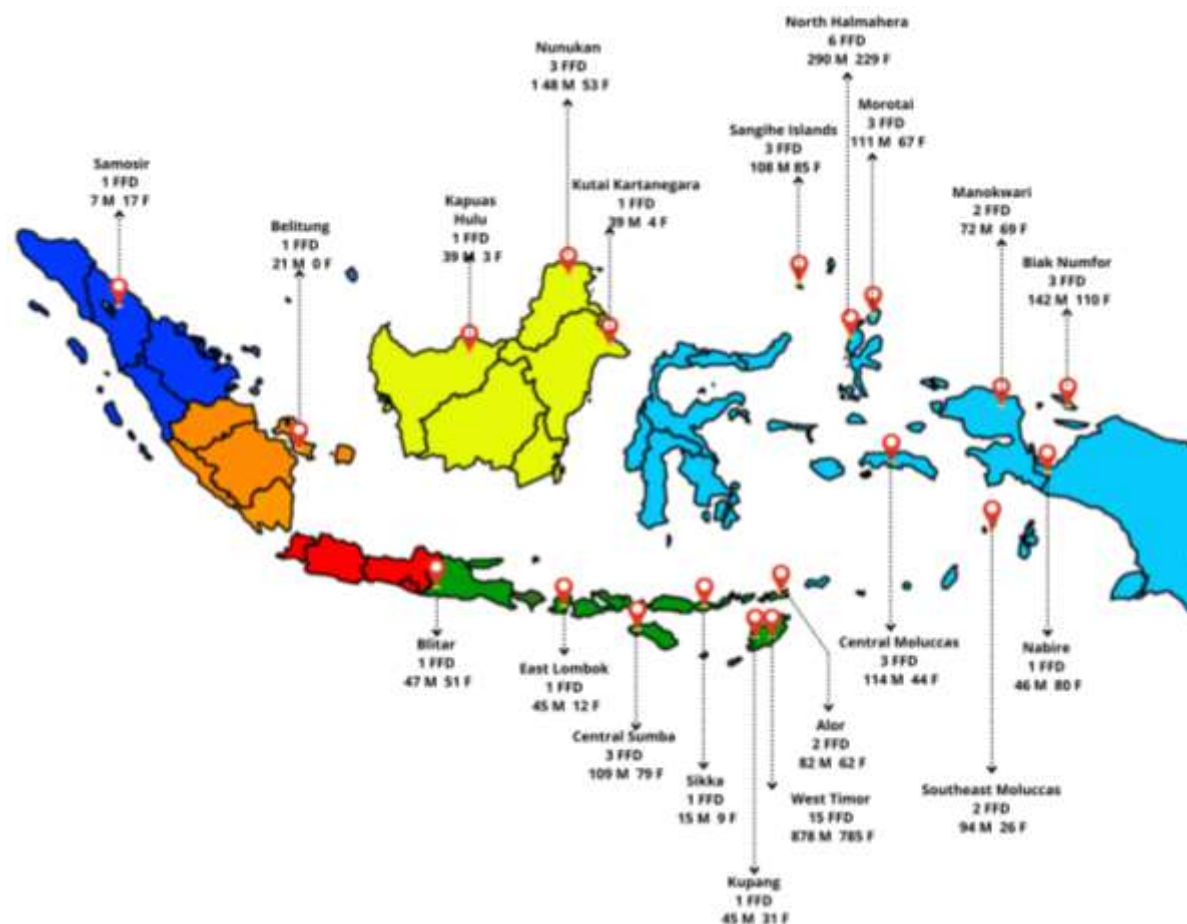 North Halmahera
6 FFD
290 M 229 F
Nunukan
3 FFD
1 48 M 53 F
Morotai
3 FFD
111 M 67 F
Sangihe Islands
3 FFD
108 M 85 F
Samosir
1 FFD
7 M 17 F
Kutai Kartanegara
1 FFD
39 M 4 F
Manokwari
2 FFD
72 M 69 F
Kapuas
Hulu
1 FFD
39 M 3 F
Belitung
1 FFD
21 M 0 F
Biak Numfor
3 FFD
142 M 110 F
Blitar
1 FFD
47 M 51 F
East Lombok
1 FFD
45 M 12 F
Central Moluccas
3 FFD
114 M 44 F
Nabire
1 FFD
46 M 80 F
Central Sumba
3 FFD
109 M 79 F
Alor
2 FFD
82 M 62 F
Sikka
1 FFD
15 M 9 F
West Timor
15 FFD
878 M 785 F
Southeast Moluccas
2 FFD
94 M 26 F
Kupang
1 FFD
45 M 31 F